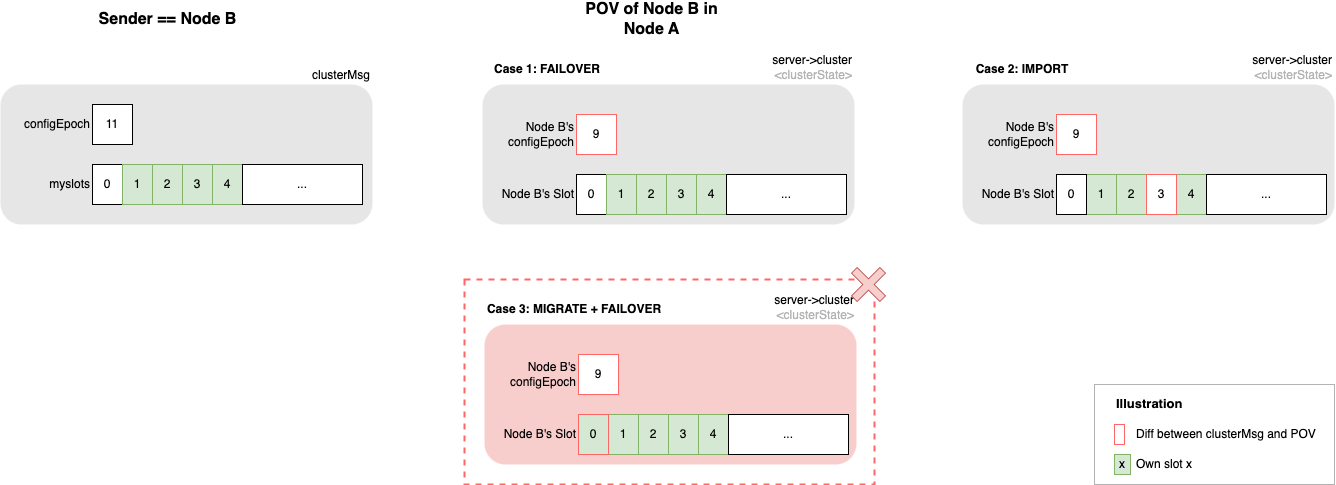 Sender == Node B
clusterMsg
configEpoch 11
myslots 0 1 2 3 4 ...
POV of Node B in
Node A
Case 1: FAILOVER
server->cluster
<clusterState>
Node B's
configEpoch 9
Node B's Slot 0 1 2 3 4 ...
Case 2: IMPORT
server->cluster
<clusterState>
Node B's
configEpoch 9
Node B's Slot 0 1 2 3 4 ...
Case 3: MIGRATE + FAILOVER
server->cluster
<clusterState>
Node B's
configEpoch 9
Node B's Slot 0 1 2 3 4 ...
Illustration
Diff between clusterMsg and POV
x Own slot x